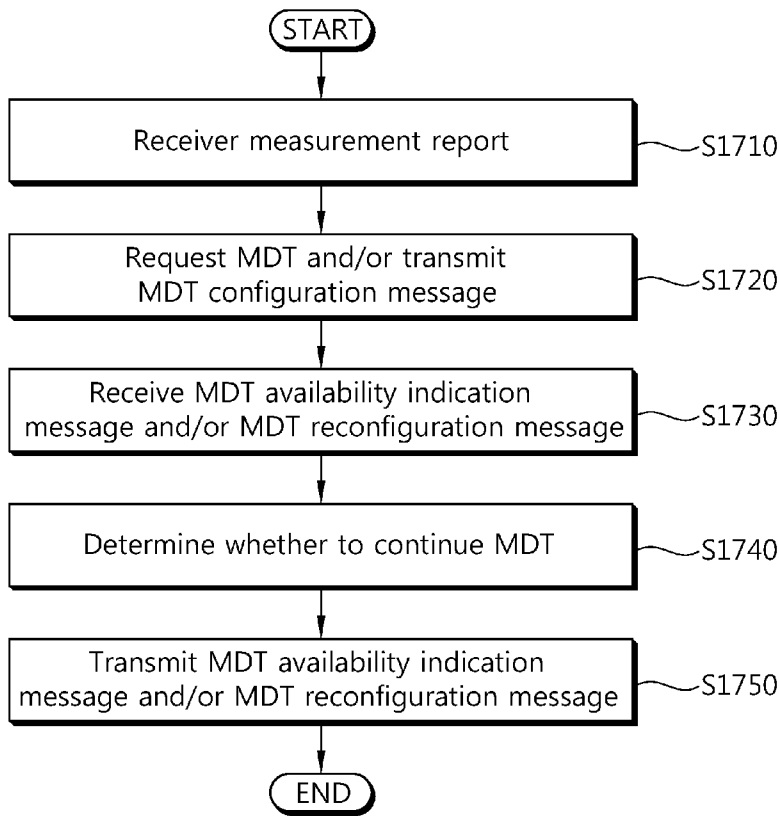 START
Receiver measurement report
S1710
Request MDT and/or transmit
MDT configuration message
S1720
Receive MDT availability indication
message and/or MDT reconfiguration message
S1730
Determine whether to continue MDT
S1740
Transmit MDT availability indication
message and/or MDT reconfiguration message
S1750
END